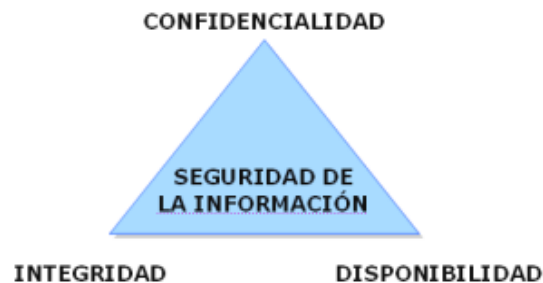 CONFIDENCIALIDAD
SEGURIDAD DE
LA INFORMACIÓN
INTEGRIDAD
DISPONIBILIDAD